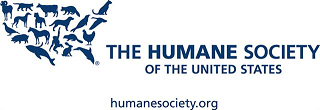 THE HUMANE SOCIETY
OF THE UNITED STATES
humanesociety.org